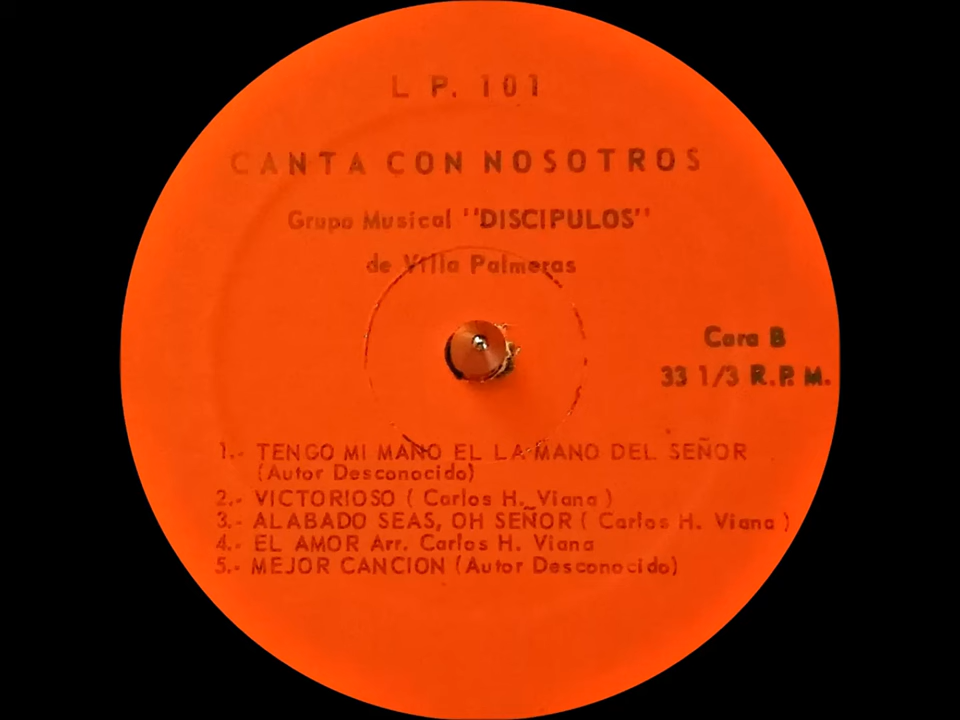 L P. 101
CANTA CON NOSOTROS
Grupo Musical "DISCIPULOS"
de Villa Palmeras
Cara B
33 1/3 R.P.M.
1.- TENGO MI MANO EL LA MANO DEL SEÑOR
(Autor Desconocido)
2.- VICTORIOSO ( Carlos H. Viana )
3.- ALABADO SEAS, OH SEÑOR ( Carlos H. Viana )
4.- EL AMOR Arr. Carlos H. Viana
5.- MEJOR CANCION (Autor Desconocido)